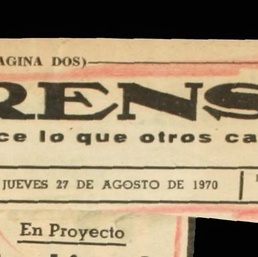 AGINA DOS)
RENS
ce lo que otros ca
JUEVES 27 DE AGOSTO DE 1970
En Proyecto